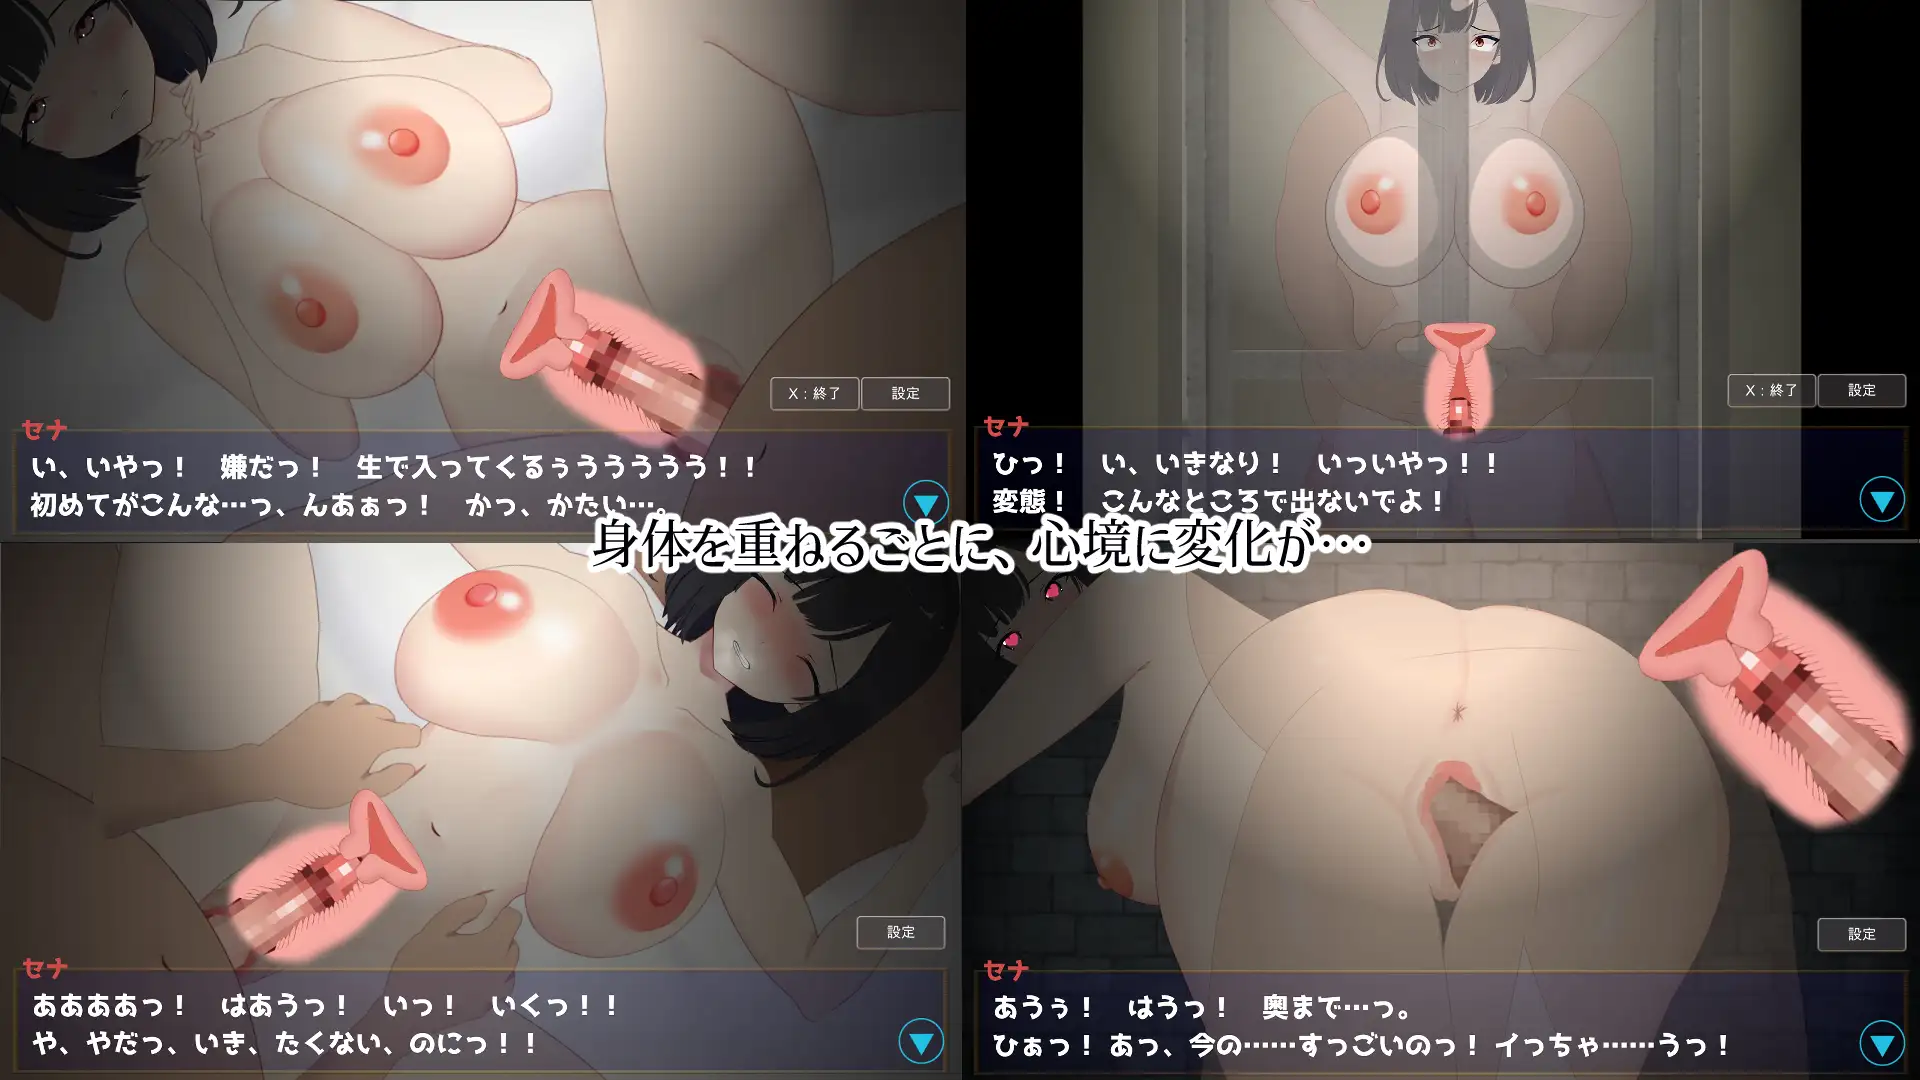 X：終了
設定
セナ
い、いやっ！　嫌だっ！　生で入ってくるぅうううううう！！
初めてがこんな…っ、んあぁっ！　かっ、かたい…。
X：終了
設定
セナ
ひっ！　い、いきなり！　いっいやっ！！
変態！　こんなところで出ないでよ！
身体を重ねるごとに、心境に変化が…
設定
セナ
ああああっ！　はあうっ！　いっ！　いくっ！！
や、やだっ、いき、たくない、のにっ！！
設定
セナ
あうぅ！　はうっ！　奥まで…っ。
ひぁっ！ あっ、今の……すっごいのっ！ イっちゃ……うっ！